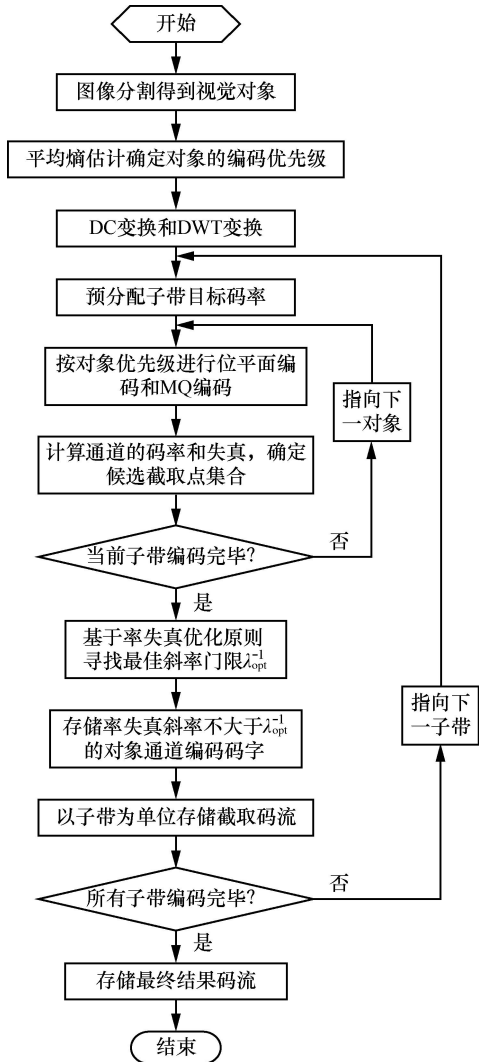 开始
图像分割得到视觉对象
平均熵估计确定对象的编码优先级
DC变换和DWT变换
预分配子带目标码率
按对象优先级进行位平面编
码和MQ编码
指向下
一对象
计算通道的码率和失真，确定
候选截取点集合
当前子带编码完毕?
否
是
基于率失真优化原则
寻找最佳斜率门限λ⁻¹opt
指向下
一子带
存储率失真斜率不大于λ⁻¹opt
的对象通道编码码字
以子带为单位存储截取码流
所有子带编码完毕?
否
是
存储最终结果码流
结束